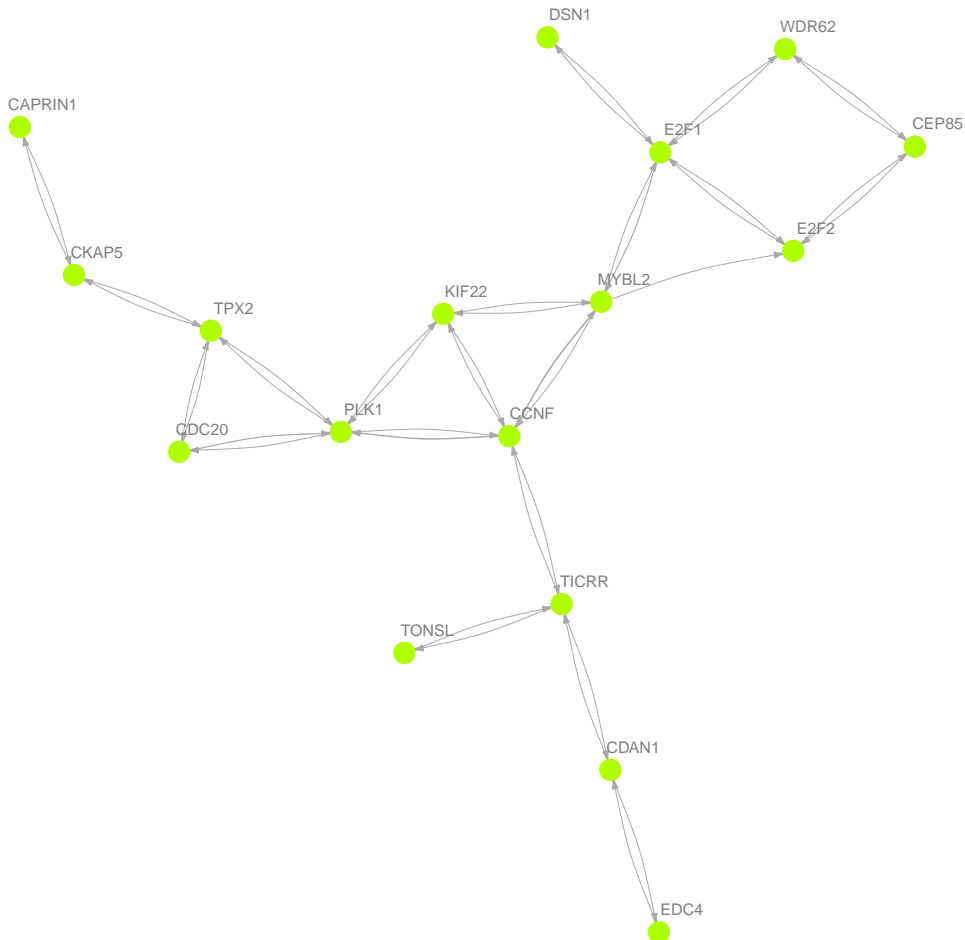 DSN1
WDR62
CAPRIN1
CEP85
E2F1
E2F2
CKAP5
MYBL2
KIF22
TPX2
PLK1
CCNF
CDC20
TICRR
TONSL
CDAN1
EDC4